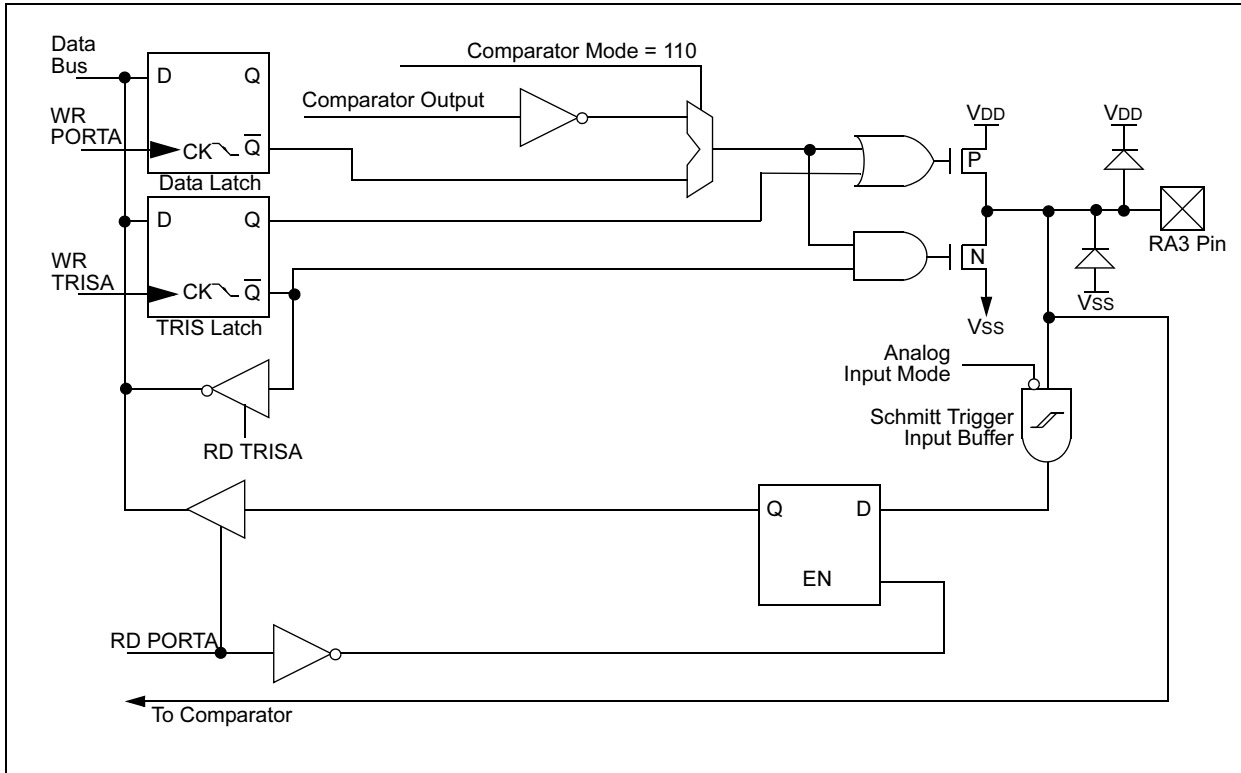 Data
Bus
D
Q
WR
PORTA
CK
Q
Data Latch
Comparator Mode = 110
Comparator Output
D
Q
WR
TRISA
CK
Q
TRIS Latch
RD TRISA
VDD
P
N
VSS
VDD
RA3 Pin
VSS
Analog
Input Mode
Schmitt Trigger
Input Buffer
Q
D
EN
RD PORTA
To Comparator